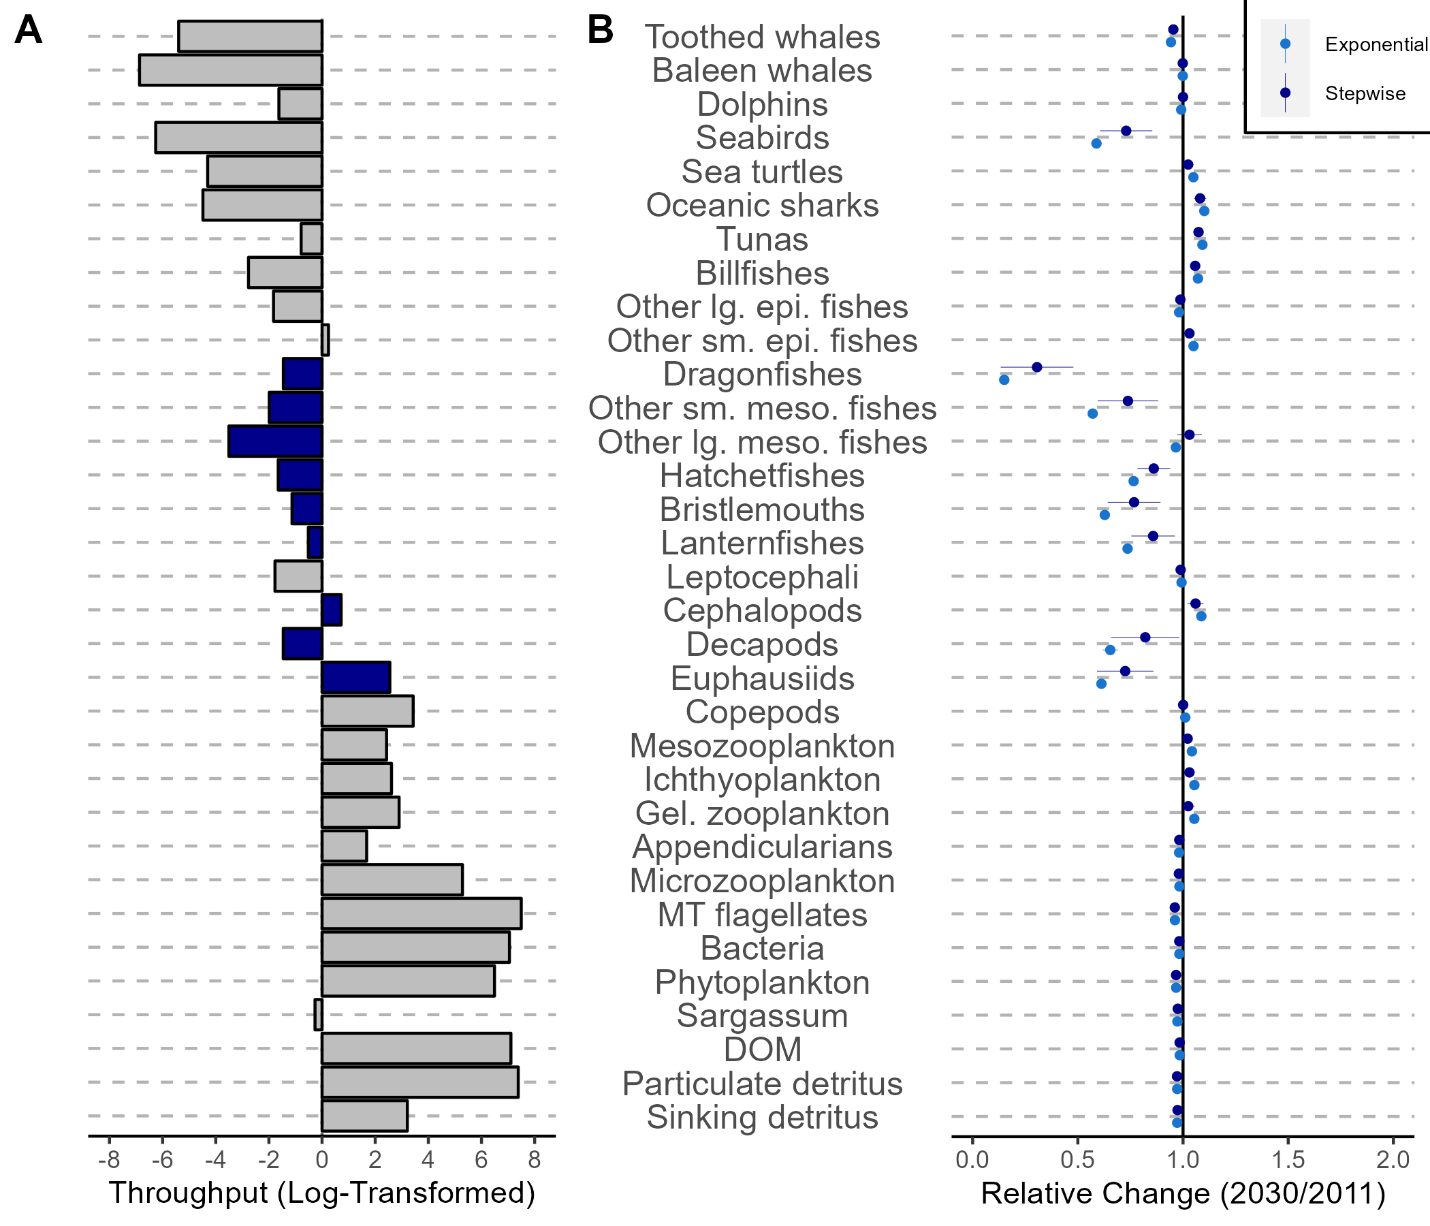 A
B
Toothed whales
Baleen whales
Dolphins
Seabirds
Sea turtles
Oceanic sharks
Tunas
Billfishes
Other lg. epi. fishes
Other sm. epi. fishes
Dragonfishes
Other sm. meso. fishes
Other lg. meso. fishes
Hatchetfishes
Bristlemouths
Lanternfishes
Leptocephali
Cephalopods
Decapods
Euphausiids
Copepods
Mesozooplankton
Ichthyoplankton
Gel. zooplankton
Appendicularians
Microzooplankton
MT flagellates
Bacteria
Phytoplankton
Sargassum
DOM
Particulate detritus
Sinking detritus
Exponential
Stepwise
-8 -6 -4 -2 0 2 4 6 8
Throughput (Log-Transformed)
0.0 0.5 1.0 1.5 2.0
Relative Change (2030/2011)